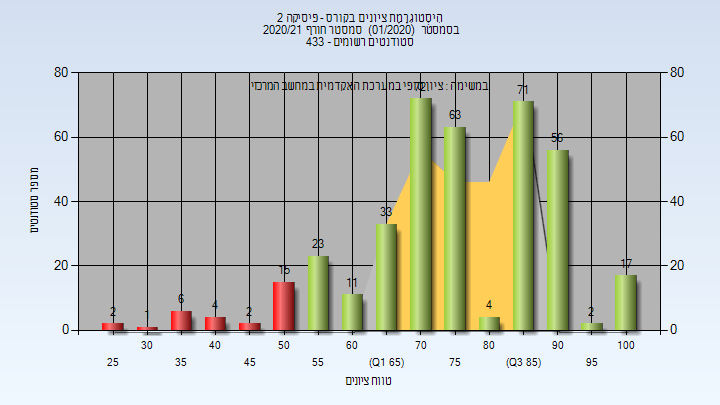 היסטוגרמת ציונים בקורס - פיסיקה 2
בסמסטר (01/2020) סמסטר חורף 2020/21
433 - סטודנטים רשומים
במשימה : ציון סופי במערכת האקדמית במחשב המרכזי
80 80
60 60
40 40
20 20
0 0
2 1 6 4 2 15 23 11 33 72 63 4 71 56 2 17
30 40 50 60 70 80 90 100
25 35 45 55 (Q1 65) 75 (Q3 85) 95
מספר סטודנטים
טווח ציונים